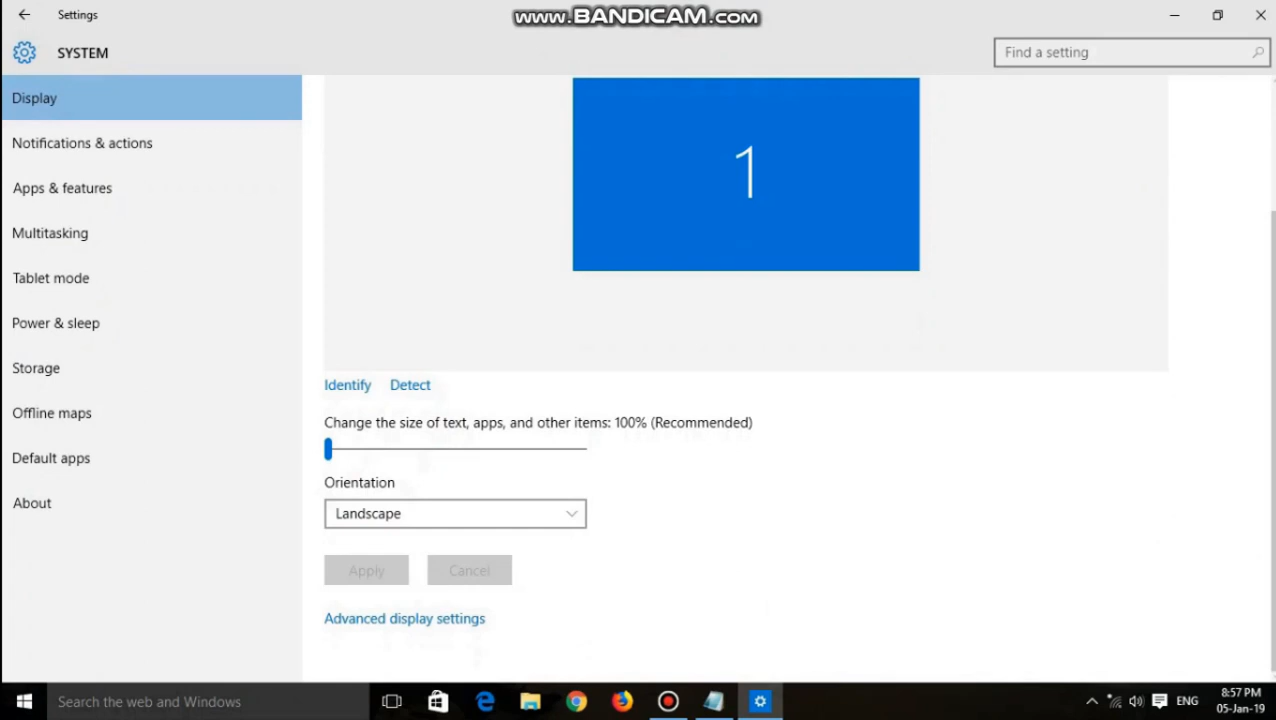 Settings
www.BANDICAM.com
SYSTEM
Find a setting
Display
Notifications & actions
Apps & features
Multitasking
Tablet mode
Power & sleep
Storage
Offline maps
Default apps
About
1
Identify Detect
Change the size of text, apps, and other items: 100% (Recommended)
Orientation
Landscape
Apply Cancel
Advanced display settings
Search the web and Windows
ENG
8:57 PM
05-Jan-19